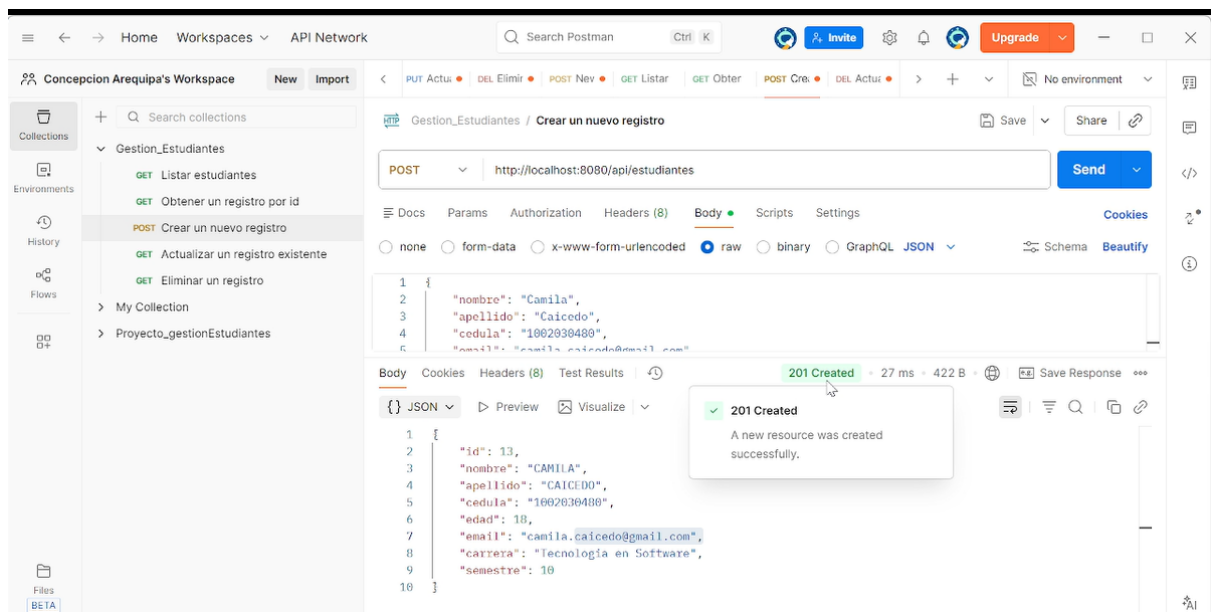 Home Workspaces API Network Search Postman Ctrl K Invite Upgrade
Concepcion Arequipa's Workspace New Import PUT Actu: DEL Elimir POST Nev GET Listar GET Obter POST Cre: DEL Actu: No environment
Collections
Environments
History
Flows
Files
BETA
Search collections
Gestion_Estudiantes
GET Listar estudiantes
GET Obtener un registro por id
POST Crear un nuevo registro
GET Actualizar un registro existente
GET Eliminar un registro
My Collection
Proyecto_gestionEstudiantes
HTTP Gestion_Estudiantes / Crear un nuevo registro Save Share
POST http://localhost:8080/api/estudiantes Send
Docs Params Authorization Headers (8) Body Scripts Settings Cookies
none form-data x-www-form-urlencoded raw binary GraphQL JSON Schema Beautify
1 {
2 "nombre": "Camila",
3 "apellido": "Caicedo",
4 "cedula": "1002030480",
5 "email": "camila.caicedo@gmail.com"
Body Cookies Headers (8) Test Results 201 Created 27 ms 422 B e.g. Save Response
{} JSON Preview Visualize
201 Created
A new resource was created
successfully.
1 {
2 "id": 13,
3 "nombre": "CAMILA",
4 "apellido": "CAICEDO",
5 "cedula": "1002030480",
6 "edad": 18,
7 "email": "camila.caicedo@gmail.com",
8 "carrera": "Tecnologia en Software",
9 "semestre": 10
10 }
AI